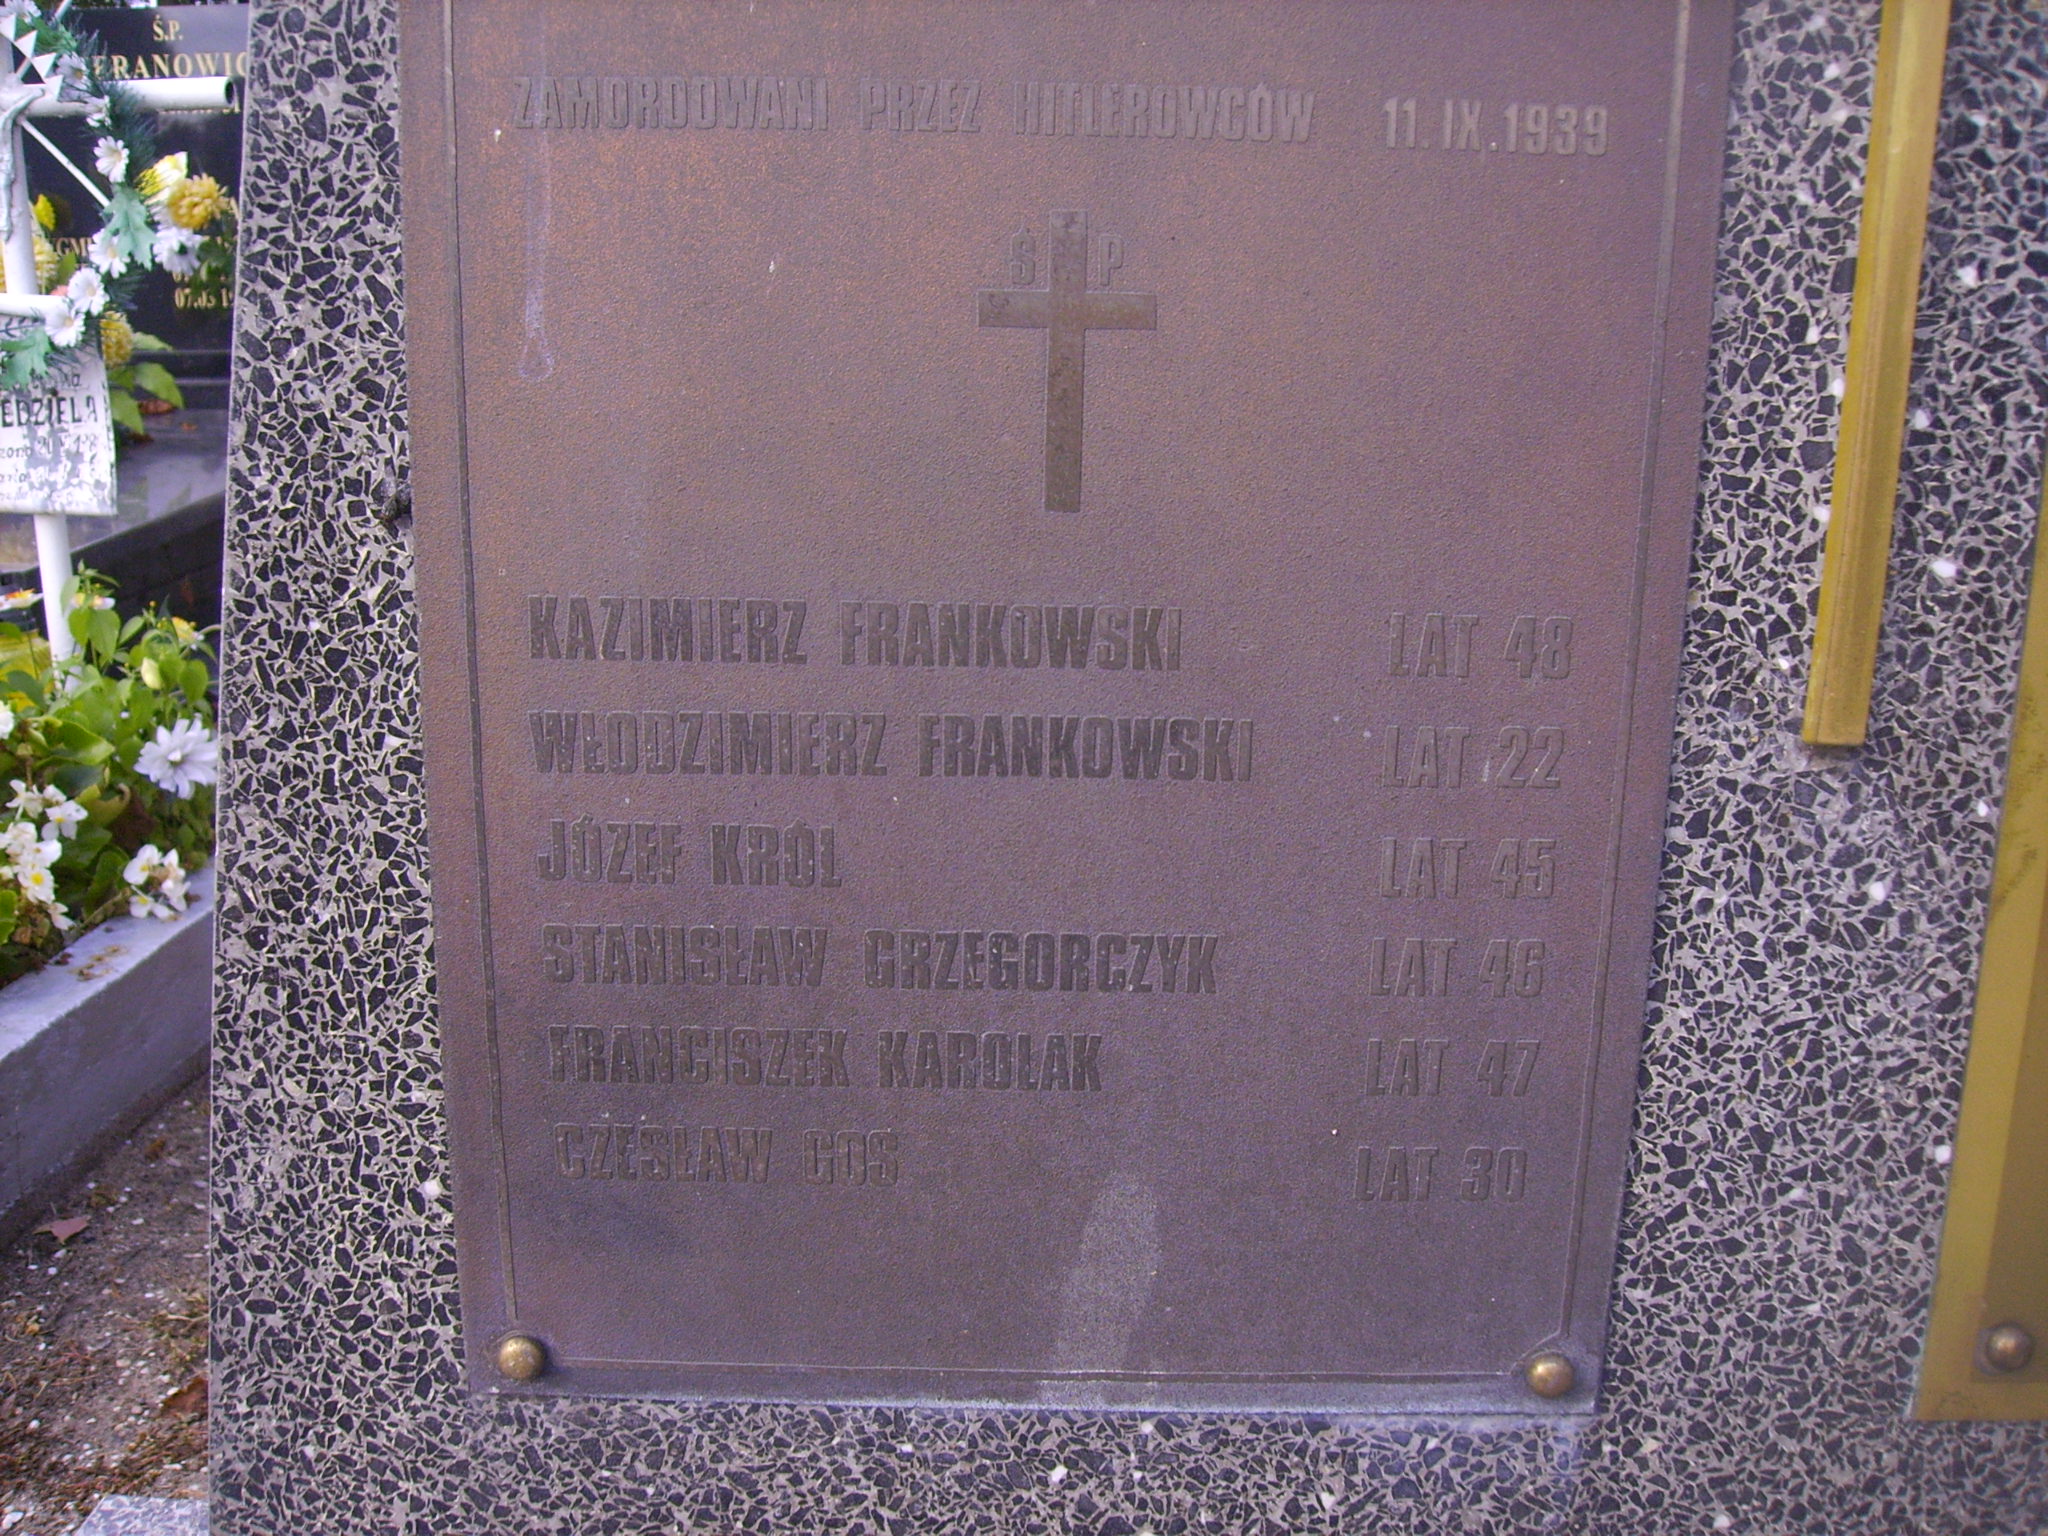 Ś.P.
ZAMORDOWANI PRZEZ HITLEROWCÓW 11. IX. 1939
Ś P
KAZIMIERZ FRANKOWSKI LAT 48
WŁODZIMIERZ FRANKOWSKI LAT 22
JÓZEF KRÓL LAT 45
STANISŁAW GRZEGORCZYK LAT 46
FRANCISZEK KAROLAK LAT 47
CZESŁAW GOS LAT 30